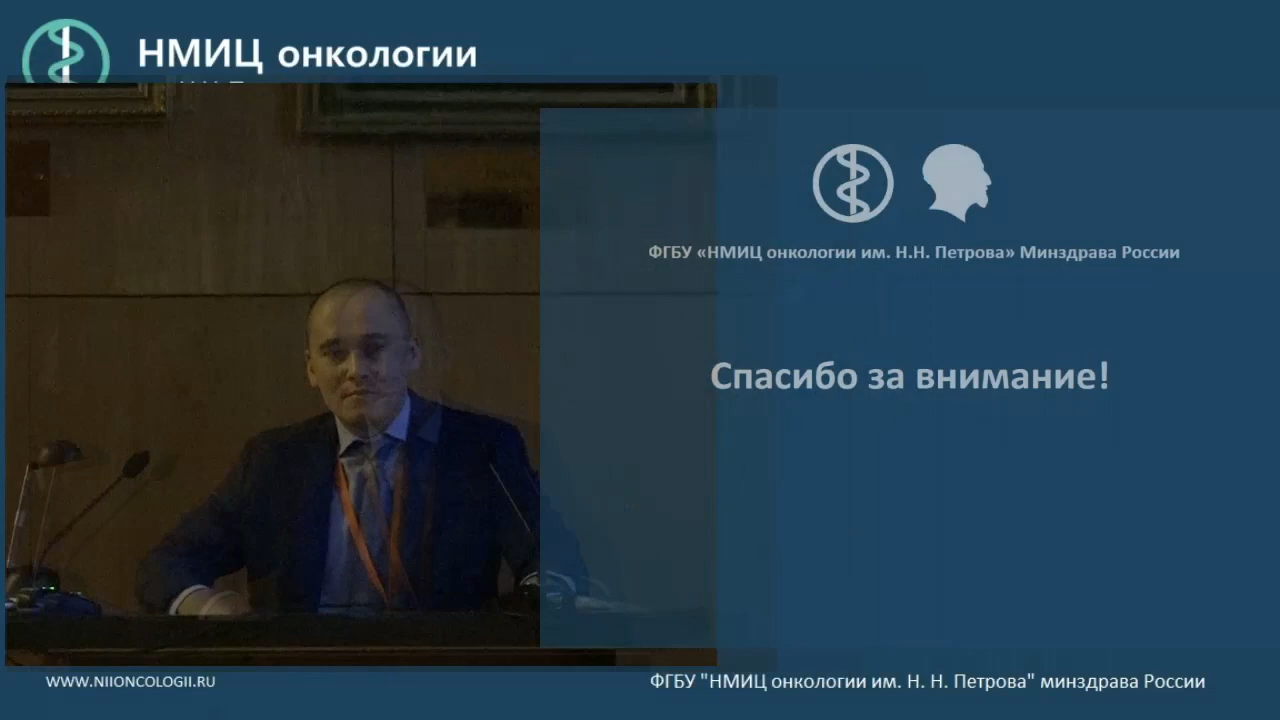 НМИЦ онкологии
ФГБУ «НМИЦ онкологии им. Н.Н. Петрова» Минздрава России
Спасибо за внимание!
WWW.NIIONCOLOGII.RU
ФГБУ "НМИЦ онкологии им. Н. Н. Петрова" минздрава России